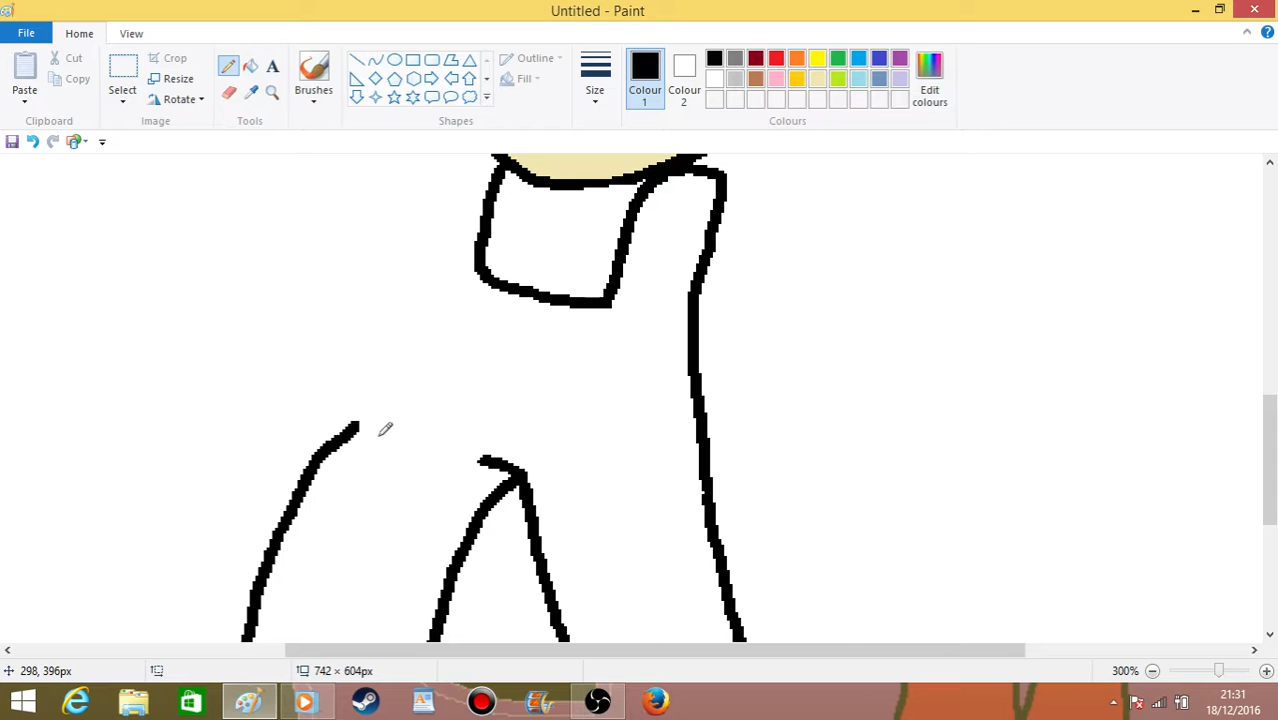 Untitled - Paint
File Home View
Paste
Cut
Copy
Clipboard
Select
Crop
Resize
Rotate
Image
A
Tools
Brushes
Outline
Fill
Shapes
Size
Colour
1
Colour
2
Edit
colours
Colours
298, 396px
742 × 604px
300%
21:31
18/12/2016